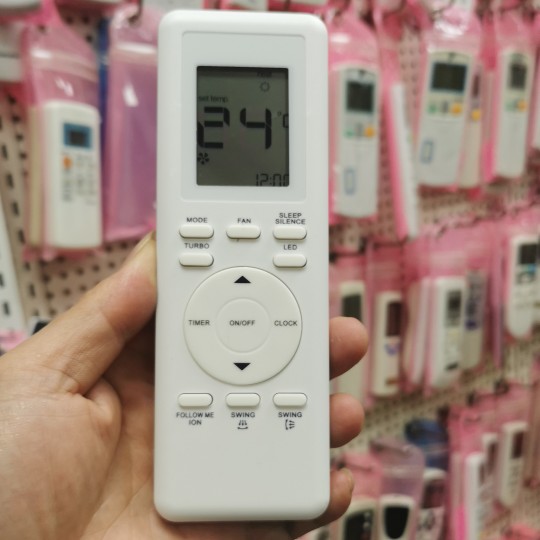 set temp.
24°C
12:00
MODE FAN SLEEP
SILENCE
TURBO LED
TIMER ON/OFF CLOCK
FOLLOW ME SWING SWING
ION